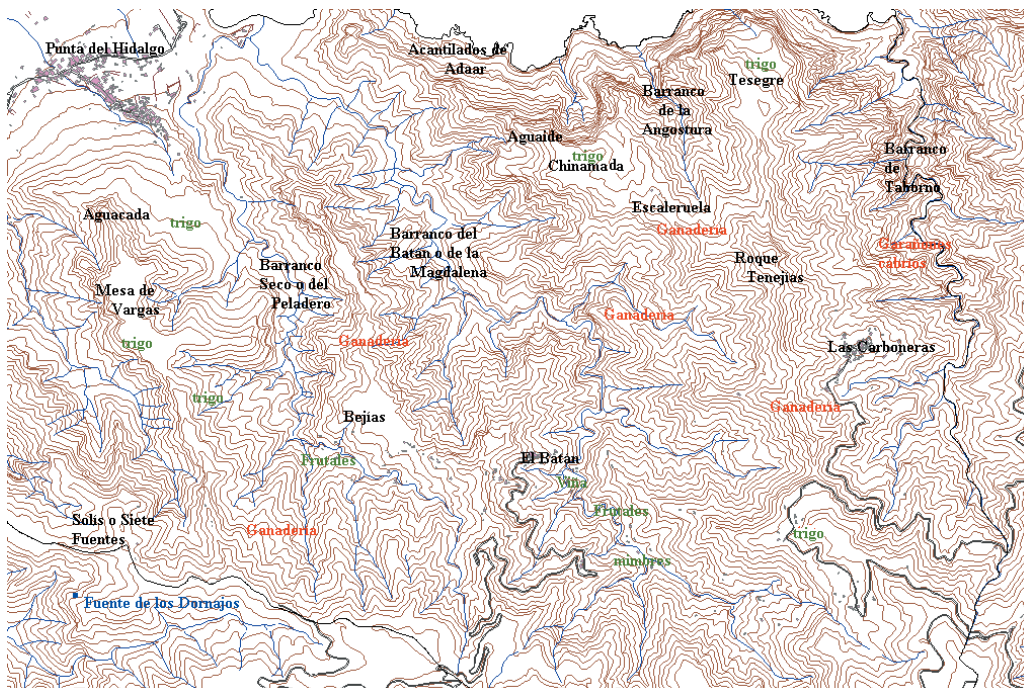 Punta del Hidalgo
Acantilados de
Adaar
trigo
Tesegre
Barranco
de la
Angostura
Aguaide
trigo
Chinamada
Barranco
de
Taborno
Aguacada
trigo
Escaleruela
Ganadería
Barranco del
Batán o de la
Magdalena
Garañones
cabríos
Barranco
Seco o del
Peladero
Roque
Tenejías
Mesa de
Vargas
Ganadería
trigo
Ganadería
Las Carboneras
trigo
Ganadería
Bejías
Frutales
El Batán
Viña
Frutales
Solís o Siete
Fuentes
Ganadería
trigo
mimbres
Fuente de los Dornajos